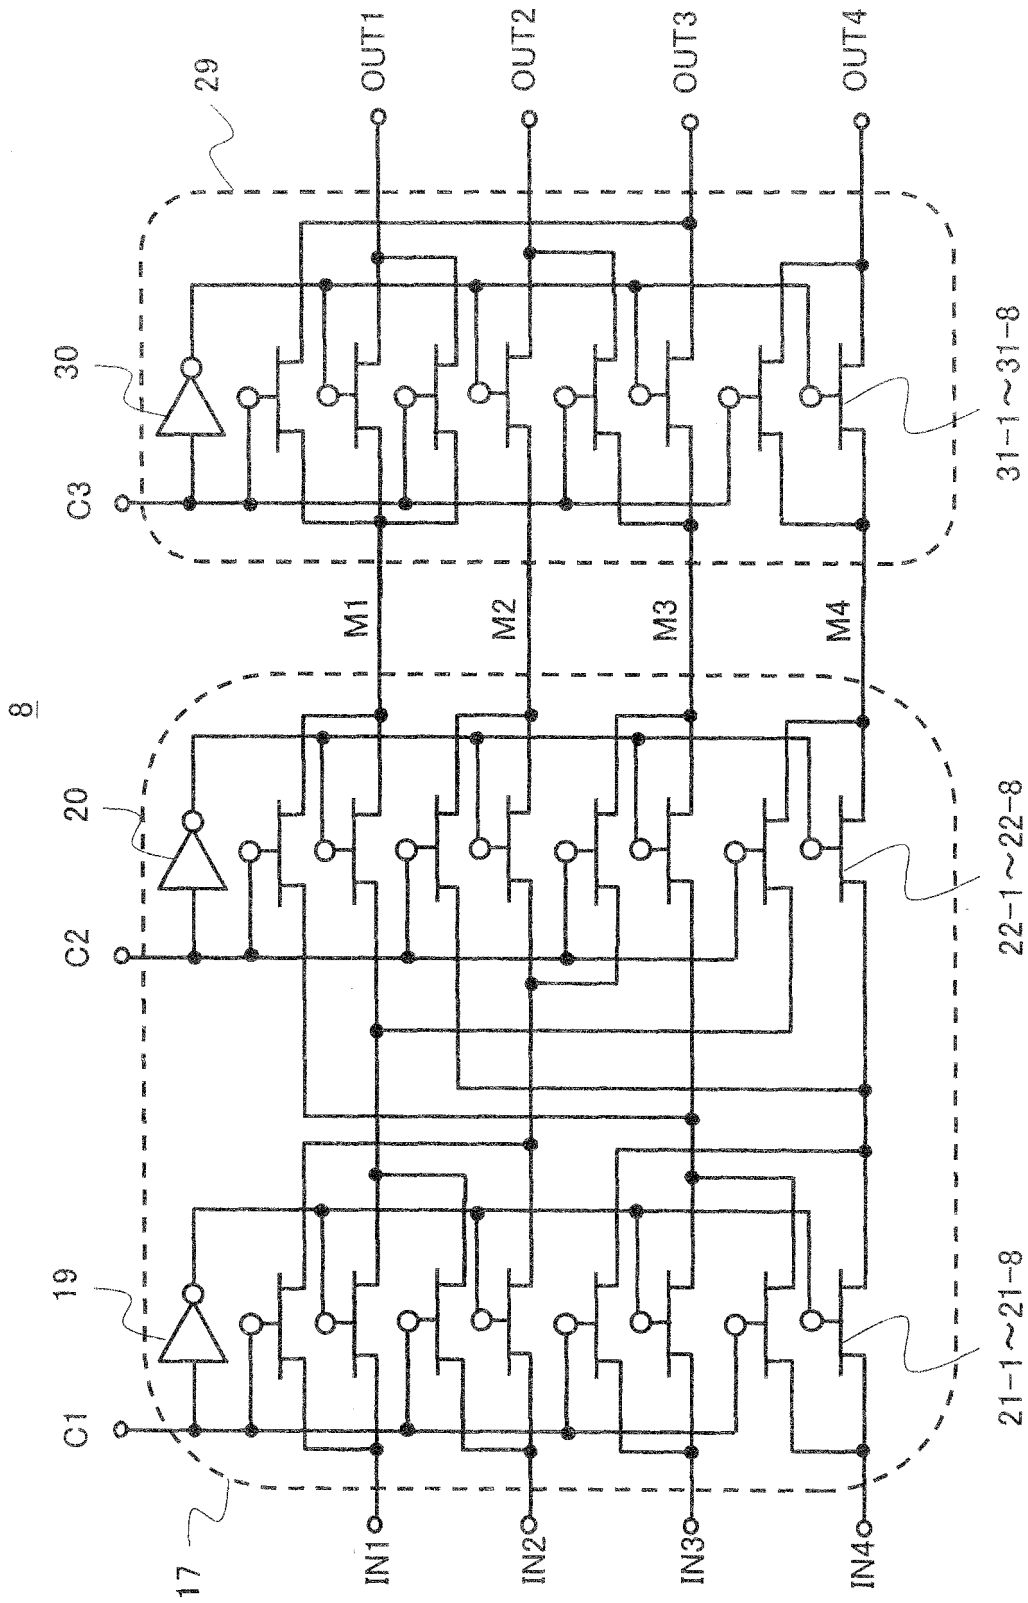 8
C1
19
C2
20
C3
30
29
17
IN1
M1
OUT1
IN2
M2
OUT2
IN3
M3
OUT3
IN4
M4
OUT4
21-1~21-8
22-1~22-8
31-1~31-8